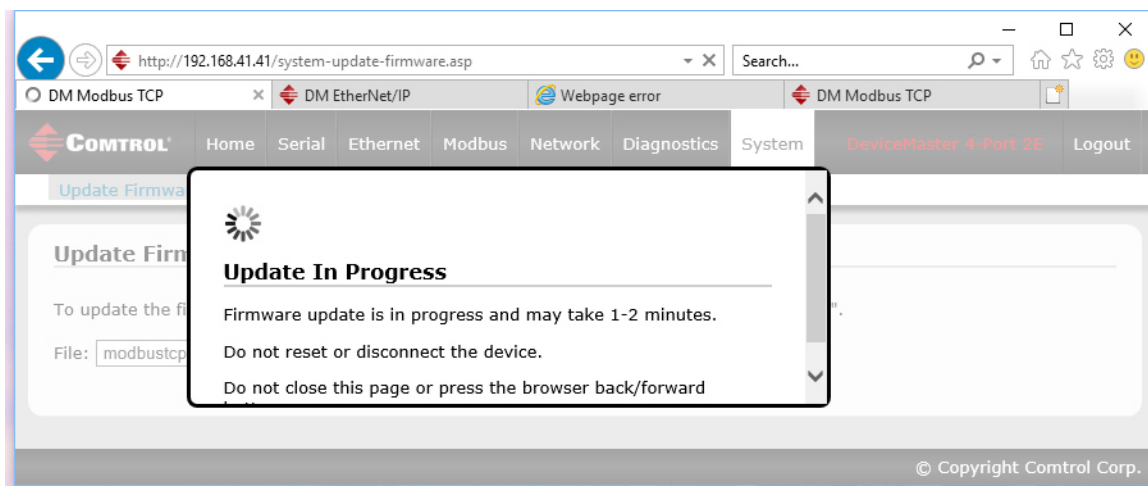 http://192.168.41.41/system-update-firmware.asp
Search...
DM Modbus TCP
DM EtherNet/IP
Webpage error
DM Modbus TCP
COMTROL
Home Serial Ethernet Modbus Network Diagnostics System DeviceMaster 4-Port 2E Logout
Update Firmwa
Update Firm
To update the fi
".
File: modbustcp
Update In Progress
Firmware update is in progress and may take 1-2 minutes.
Do not reset or disconnect the device.
Do not close this page or press the browser back/forward
© Copyright Comtrol Corp.